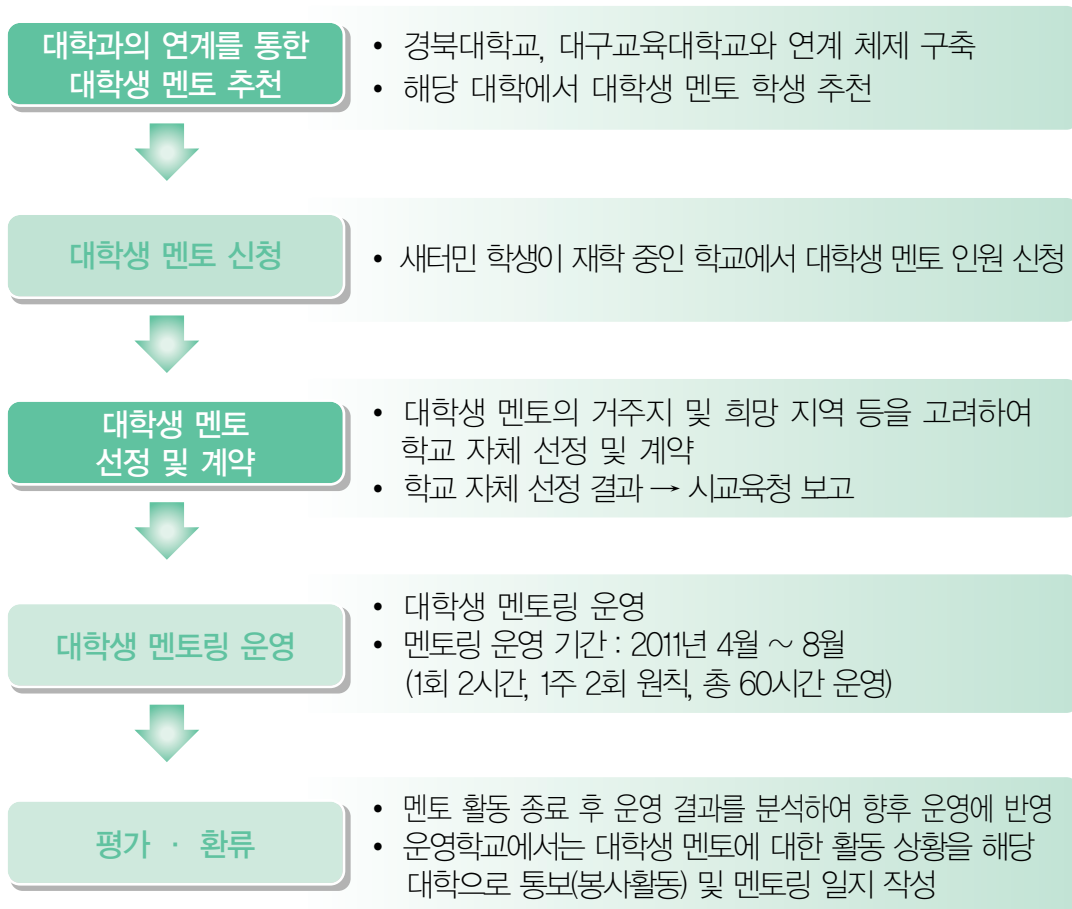 대학과의 연계를 통한
대학생 멘토 추천
• 경북대학교, 대구교육대학교와 연계 체제 구축
• 해당 대학에서 대학생 멘토 학생 추천
대학생 멘토 신청
• 새터민 학생이 재학 중인 학교에서 대학생 멘토 인원 신청
대학생 멘토
선정 및 계약
• 대학생 멘토의 거주지 및 희망 지역 등을 고려하여
학교 자체 선정 및 계약
• 학교 자체 선정 결과 → 시교육청 보고
대학생 멘토링 운영
• 대학생 멘토링 운영
• 멘토링 운영 기간 : 2011년 4월 ~ 8월
(1회 2시간, 1주 2회 원칙, 총 60시간 운영)
평가 · 환류
• 멘토 활동 종료 후 운영 결과를 분석하여 향후 운영에 반영
• 운영학교에서는 대학생 멘토에 대한 활동 상황을 해당
대학으로 통보(봉사활동) 및 멘토링 일지 작성